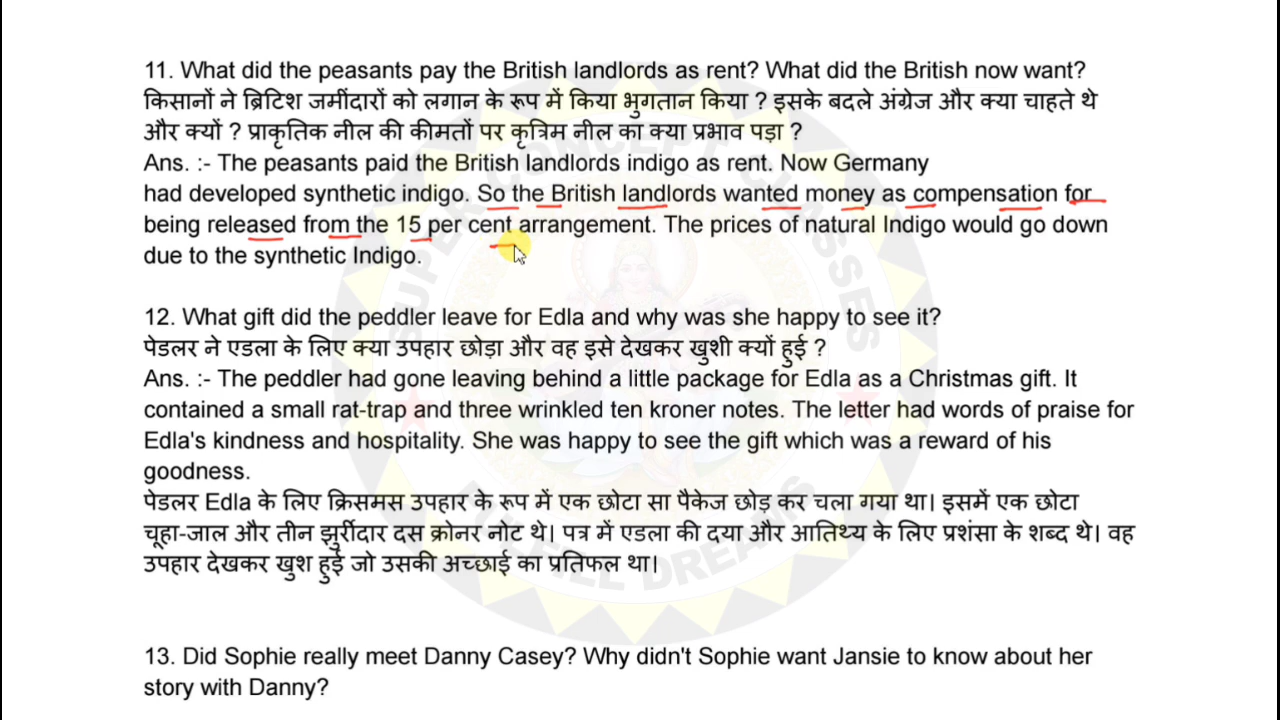 11. What did the peasants pay the British landlords as rent? What did the British now want?
किसानों ने ब्रिटिश जमींदारों को लगान के रूप में किया भुगतान किया ? इसके बदले अंग्रेज और क्या चाहते थे
और क्यों ? प्राकृतिक नील की कीमतों पर कृत्रिम नील का क्या प्रभाव पड़ा ?
Ans. :- The peasants paid the British landlords indigo as rent. Now Germany
had developed synthetic indigo. So the British landlords wanted money as compensation for
being released from the 15 per cent arrangement. The prices of natural Indigo would go down
due to the synthetic Indigo.
12. What gift did the peddler leave for Edla and why was she happy to see it?
पेडलर ने एडला के लिए क्या उपहार छोड़ा और वह इसे देखकर खुशी क्यों हुई ?
Ans. :- The peddler had gone leaving behind a little package for Edla as a Christmas gift. It
contained a small rat-trap and three wrinkled ten kroner notes. The letter had words of praise for
Edla's kindness and hospitality. She was happy to see the gift which was a reward of his
goodness.
पेडलर Edla के लिए क्रिसमस उपहार के रूप में एक छोटा सा पैकेज छोड़ कर चला गया था। इसमें एक छोटा
चूहा-जाल और तीन झुर्रीदार दस क्रोनर नोट थे। पत्र में एडला की दया और आतिथ्य के लिए प्रशंसा के शब्द थे। वह
उपहार देखकर खुश हुई जो उसकी अच्छाई का प्रतिफल था।
13. Did Sophie really meet Danny Casey? Why didn't Sophie want Jansie to know about her
story with Danny?
SUPER CONCEPT CLASSES
FULFILL DREAMS